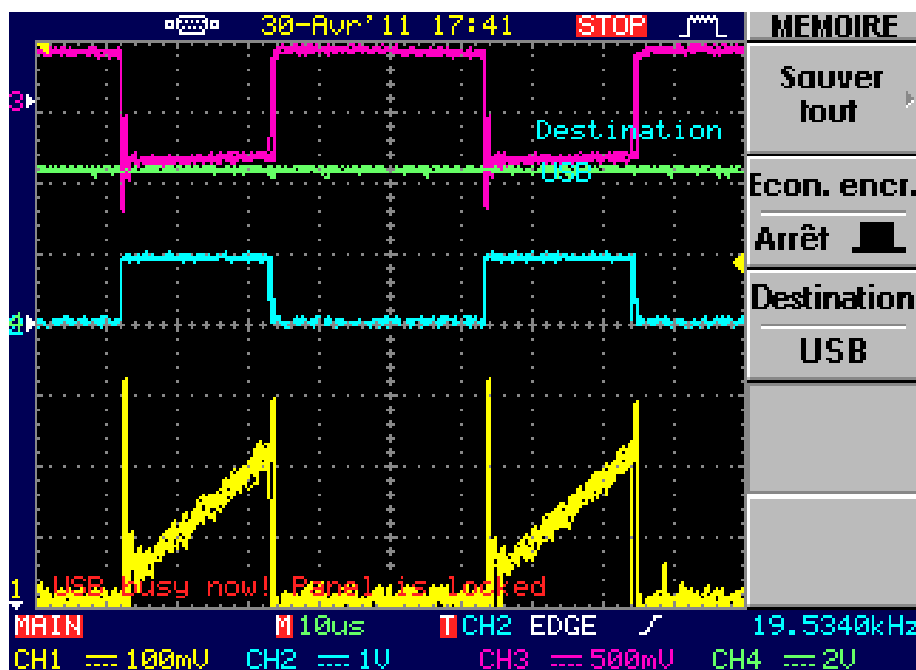 30-Avr'11 17:41 STOP
MEMOIRE
Sauver
tout
3
Destination
USB
Econ. encr.
Arrêt
Destination
USB
1
USB busy now! Panel is locked
MAIN M 10us T CH2 EDGE 19.5340kHz
CH1 100mV CH2 1V CH3 500mV CH4 2V